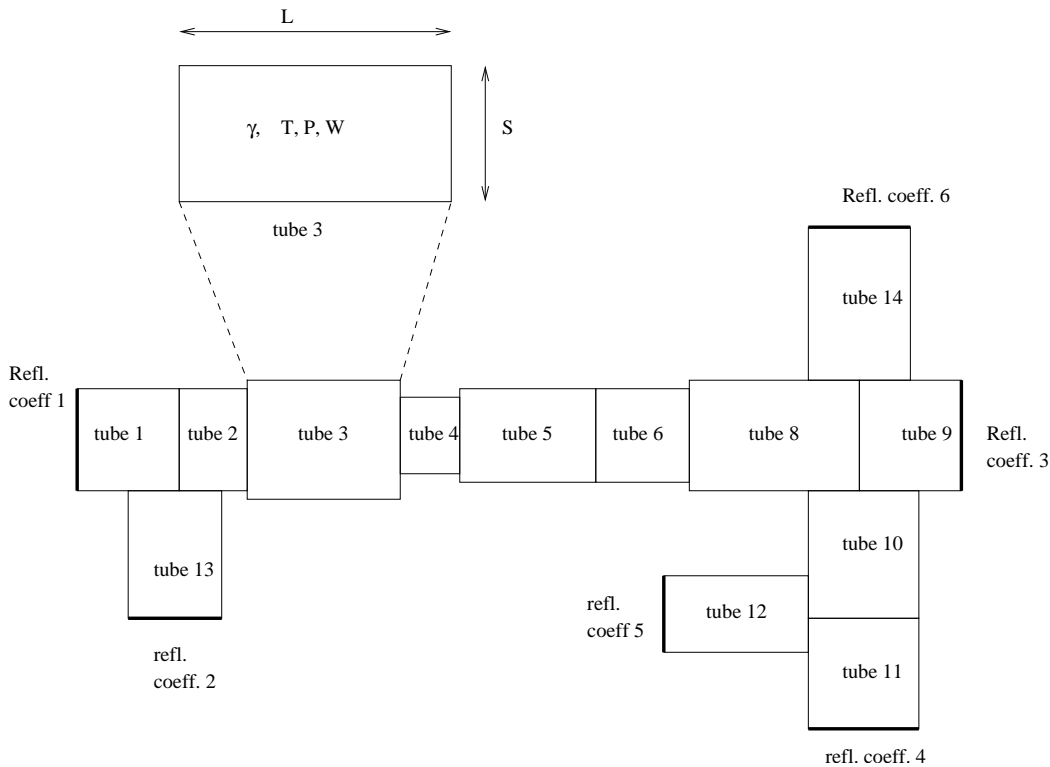 L
γ, T, P, W
S
tube 3
Refl. coeff. 6
tube 14
Refl.
coeff 1
tube 1
tube 2
tube 3
tube 4
tube 5
tube 6
tube 8
tube 9
Refl.
coeff. 3
tube 13
tube 10
refl.
coeff 5
tube 12
refl.
coeff. 2
tube 11
refl. coeff. 4